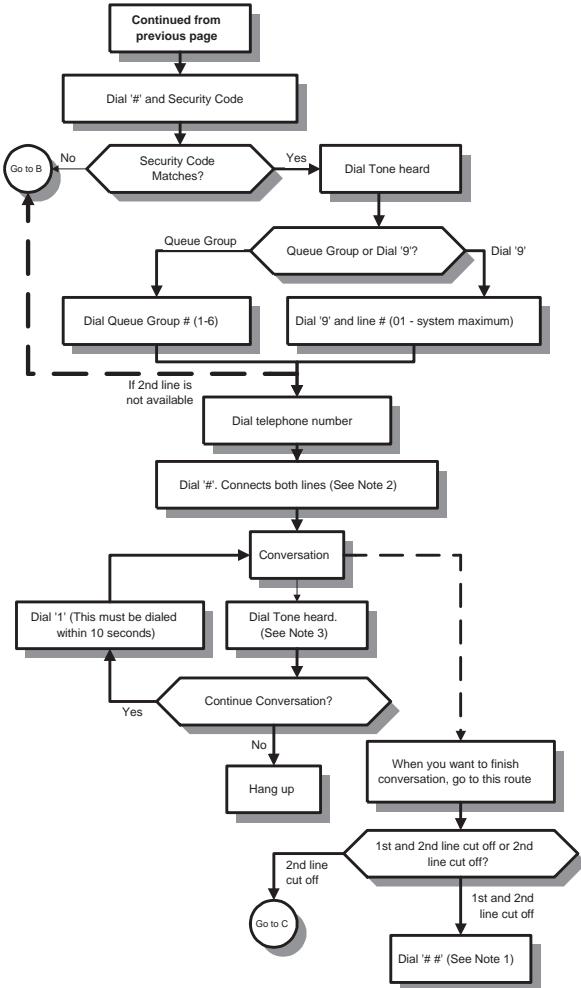 Continued from
previous page
Dial '#' and Security Code
Go to B
No
Security Code
Matches?
Yes
Dial Tone heard
Queue Group
Queue Group or Dial '9'?
Dial '9'
Dial Queue Group # (1-6)
Dial '9' and line # (01 - system maximum)
If 2nd line is
not available
Dial telephone number
Dial '#'. Connects both lines (See Note 2)
Conversation
Dial '1' (This must be dialed
within 10 seconds)
Dial Tone heard.
(See Note 3)
Continue Conversation?
Yes
No
Hang up
When you want to finish
conversation, go to this route
1st and 2nd line cut off or 2nd
line cut off?
2nd line
cut off
Go to C
1st and 2nd
line cut off
Dial '# #' (See Note 1)